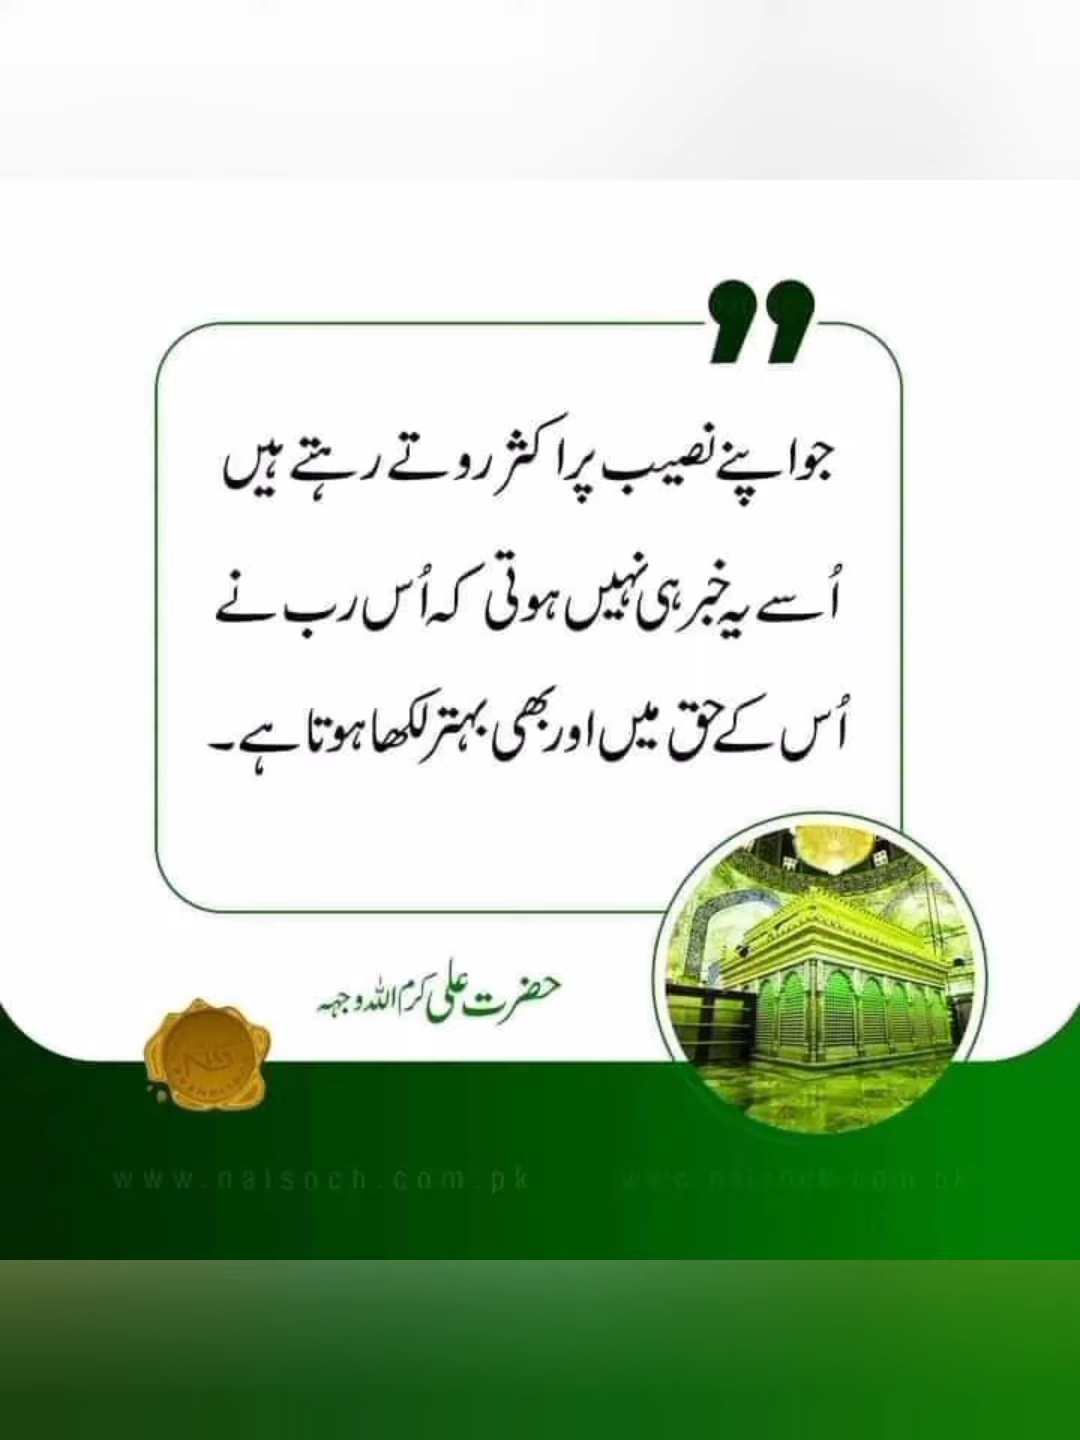 جو اپنے نصیب پر اکثر روتے رہتے ہیں
اُسے یہ خبر ہی نہیں ہوتی کہ اُس رب نے
اُس کے حق میں اور بھی بہتر لکھا ہوتا ہے۔
حضرت علی کرم اللہ وجہہ
www.naisoch.com.pk